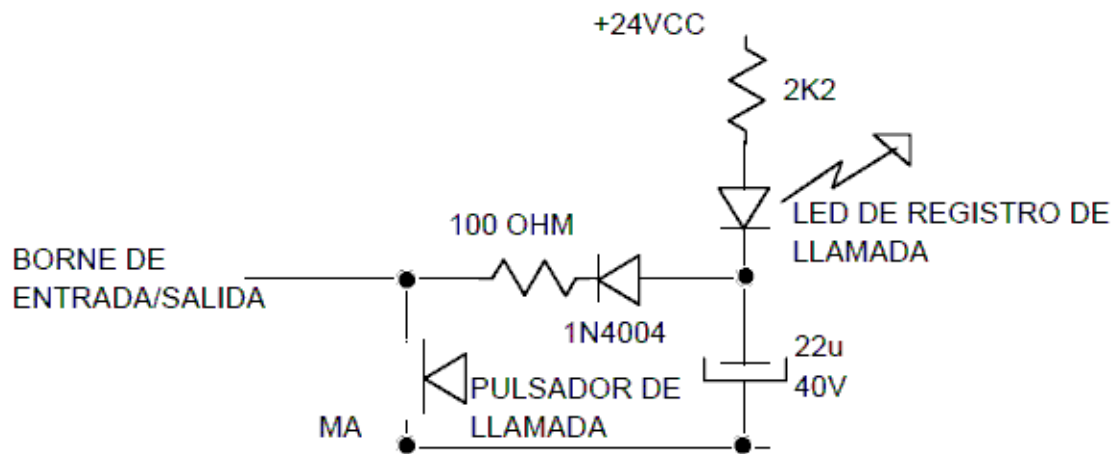 +24VCC
2K2
100 OHM
LED DE REGISTRO DE
LLAMADA
BORNE DE
ENTRADA/SALIDA
1N4004
22u
40V
PULSADOR DE
LLAMADA
MA